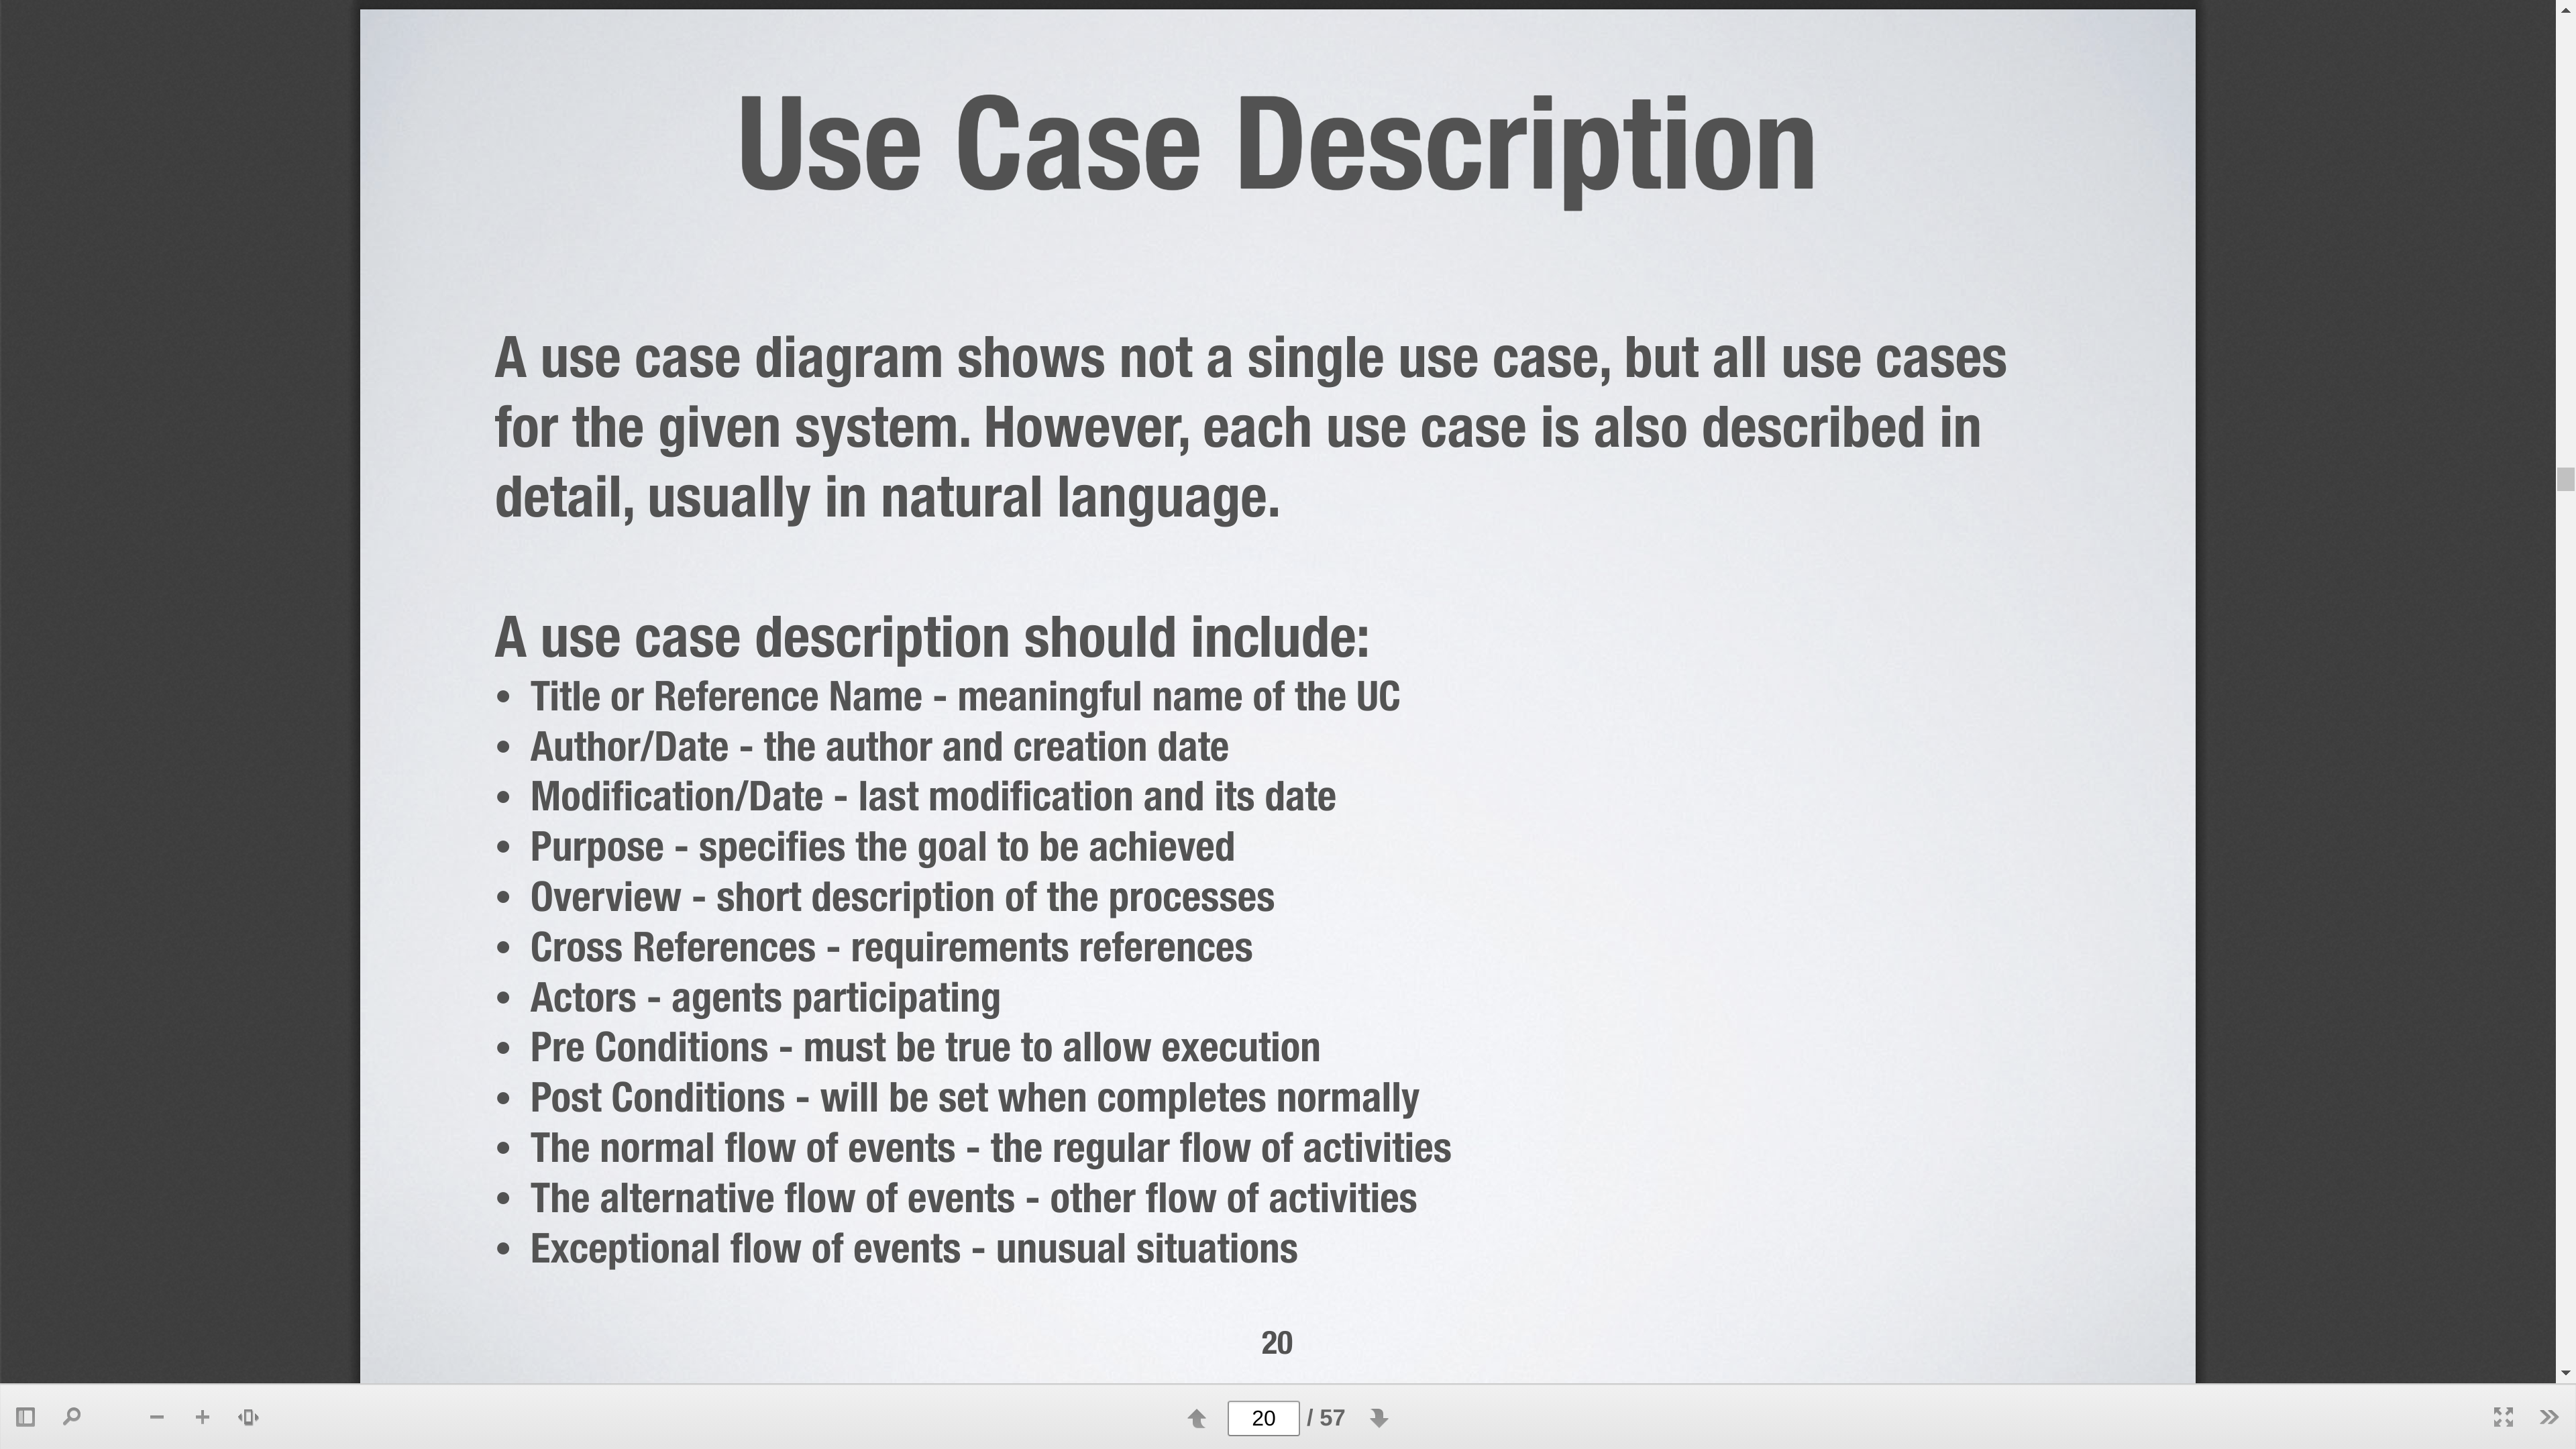 Use Case Description
A use case diagram shows not a single use case, but all use cases
for the given system. However, each use case is also described in
detail, usually in natural language.
A use case description should include:
• Title or Reference Name - meaningful name of the UC
• Author/Date - the author and creation date
• Modification/Date - last modification and its date
• Purpose - specifies the goal to be achieved
• Overview - short description of the processes
• Cross References - requirements references
• Actors - agents participating
• Pre Conditions - must be true to allow execution
• Post Conditions - will be set when completes normally
• The normal flow of events - the regular flow of activities
• The alternative flow of events - other flow of activities
• Exceptional flow of events - unusual situations
20
20 / 57